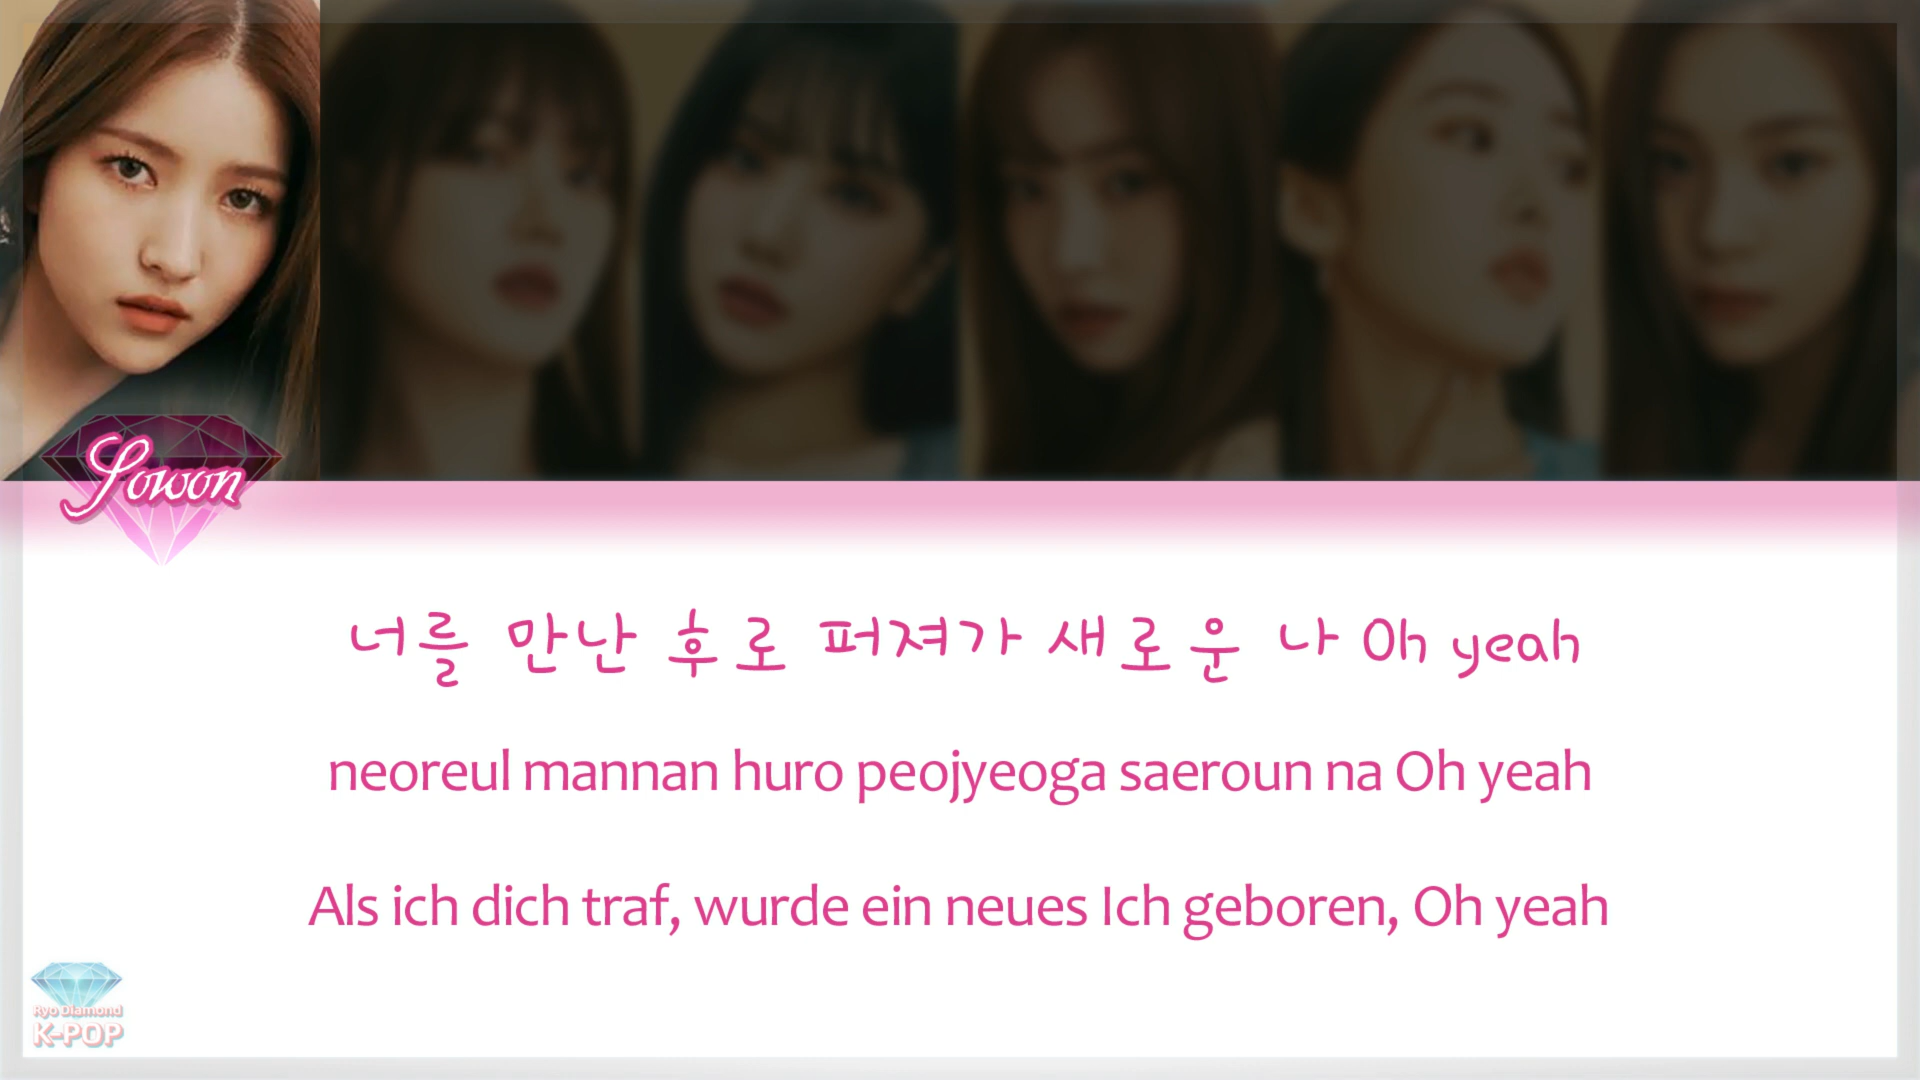 Sowon
너를 만난 후로 퍼져가 새로운 나 Oh yeah
neoreul mannan huro peojyeoga saeroun na Oh yeah
Als ich dich traf, wurde ein neues Ich geboren, Oh yeah
Ryo Diamond
K-POP